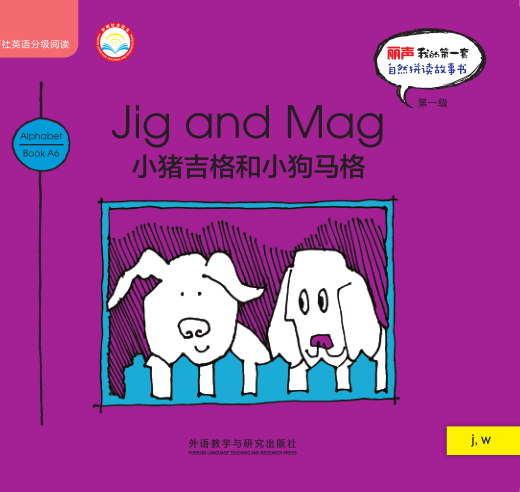 社英语分级阅读
丽声 我的第一套
自然拼读故事书
第一级
Jig and Mag
小猪吉格和小狗马格
Alphabet
Book A6
外语教学与研究出版社
FOREIGN LANGUAGE TEACHING AND RESEARCH PRESS
j, w